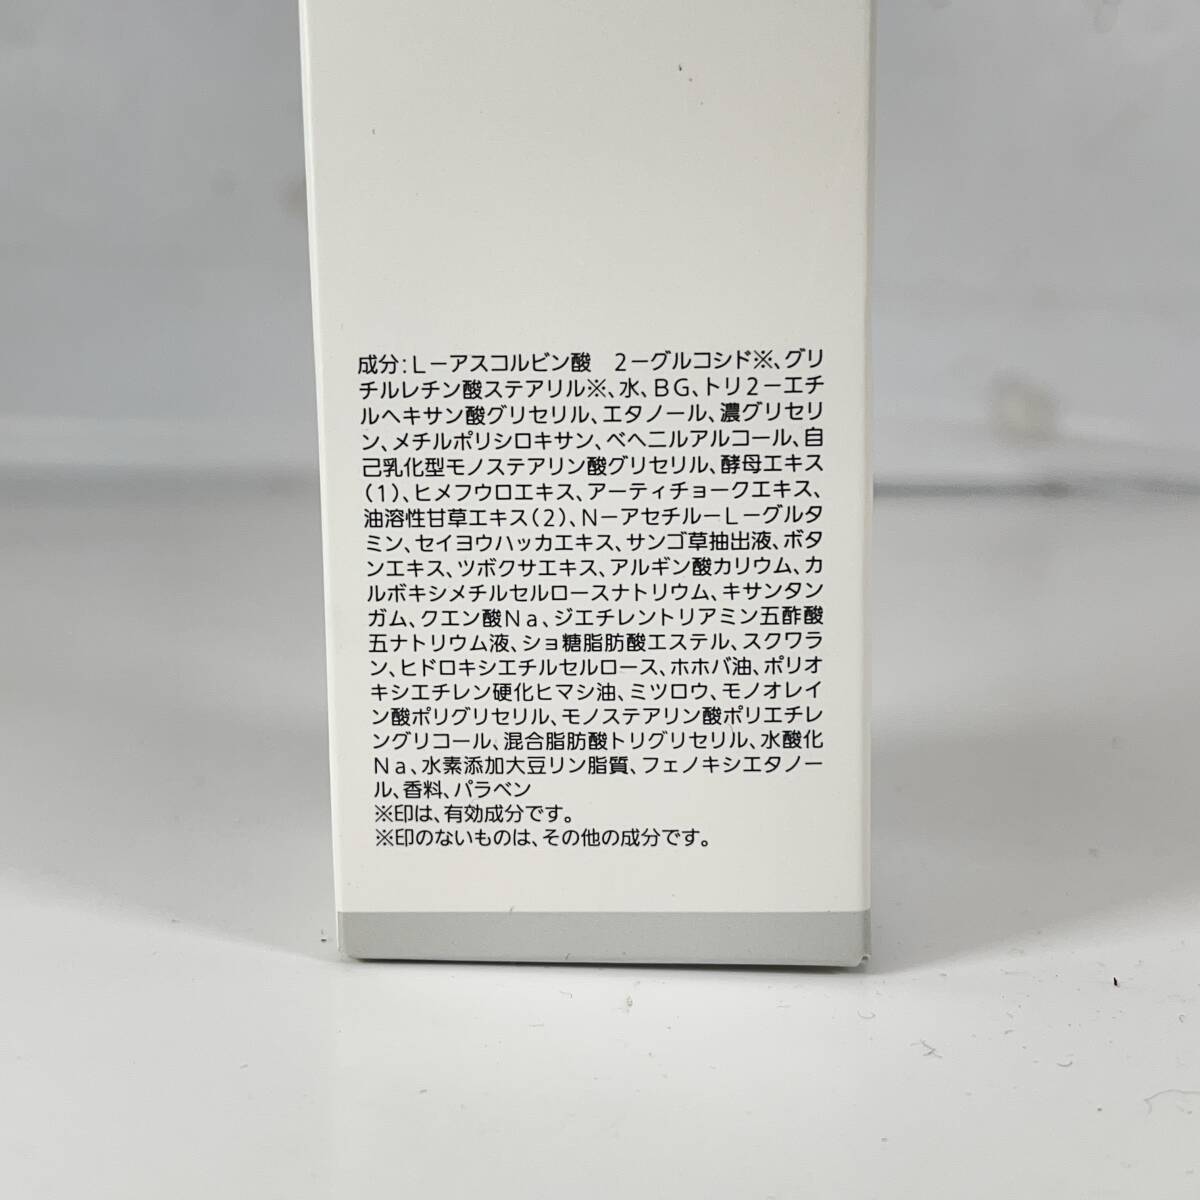 成分：L－アスコルビン酸　2－グルコシド※、グリ
チルレチン酸ステアリル※、水、BG、トリ2－エチ
ルヘキサン酸グリセリル、エタノール、濃グリセリ
ン、メチルポリシロキサン、ベヘニルアルコール、自
己乳化型モノステアリン酸グリセリル、酵母エキス
（1）、ヒメフウロエキス、アーティチョークエキス、
油溶性甘草エキス（2）、N－アセチル－L－グルタ
ミン、セイヨウハッカエキス、サンゴ草抽出液、ボタ
ンエキス、ツボクサエキス、アルギン酸カリウム、カ
ルボキシメチルセルロースナトリウム、キサンタン
ガム、クエン酸Na、ジエチレントリアミン五酢酸
五ナトリウム液、ショ糖脂肪酸エステル、スクワラ
ン、ヒドロキシエチルセルロース、ホホバ油、ポリオ
キシエチレン硬化ヒマシ油、ミツロウ、モノオレイ
ン酸ポリグリセリル、モノステアリン酸ポリエチレ
ングリコール、混合脂肪酸トリグリセリル、水酸化
Na、水素添加大豆リン脂質、フェノキシエタノー
ル、香料、パラベン
※印は、有効成分です。
※印のないものは、その他の成分です。